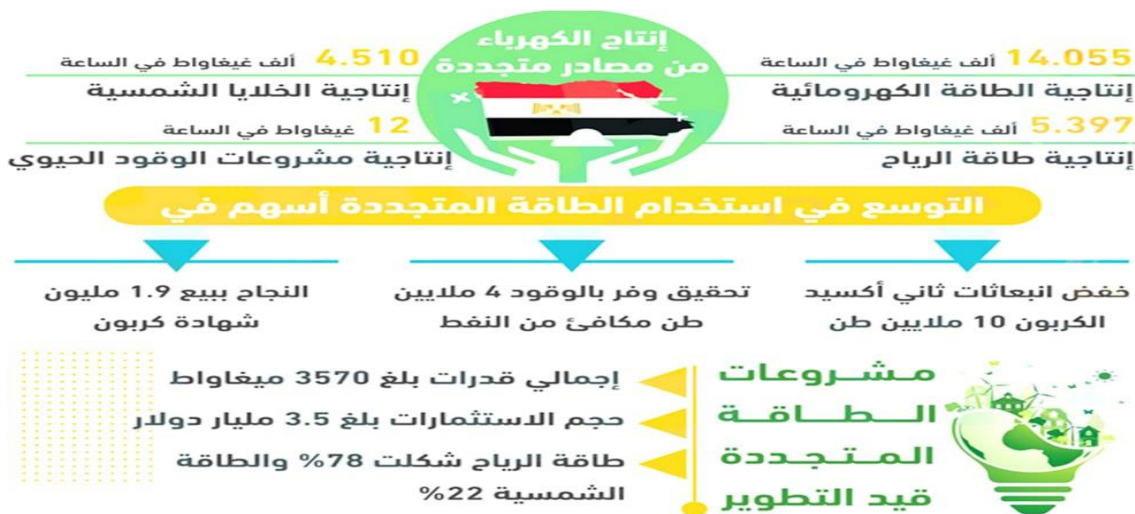 إنتاج الكهرباء
من مصادر متجددة
14.055 ألف غيغاواط في الساعة
إنتاجية الطاقة الكهرومائية
5.397 ألف غيغاواط في الساعة
إنتاجية طاقة الرياح
4.510 ألف غيغاواط في الساعة
إنتاجية الخلايا الشمسية
12 غيغاواط في الساعة
إنتاجية مشروعات الوقود الحيوي
التوسع في استخدام الطاقة المتجددة أسهم في
خفض انبعاثات ثاني أكسيد
الكربون 10 ملايين طن
تحقيق وفر بالوقود 4 ملايين
طن مكافئ من النفط
النجاح ببيع 1.9 مليون
شهادة كربون
مشروعات
الطاقة
المتجددة
قيد التطوير
إجمالي قدرات بلغ 3570 ميغاواط
حجم الاستثمارات بلغ 3.5 مليار دولار
طاقة الرياح شكلت 78% والطاقة
الشمسية 22%